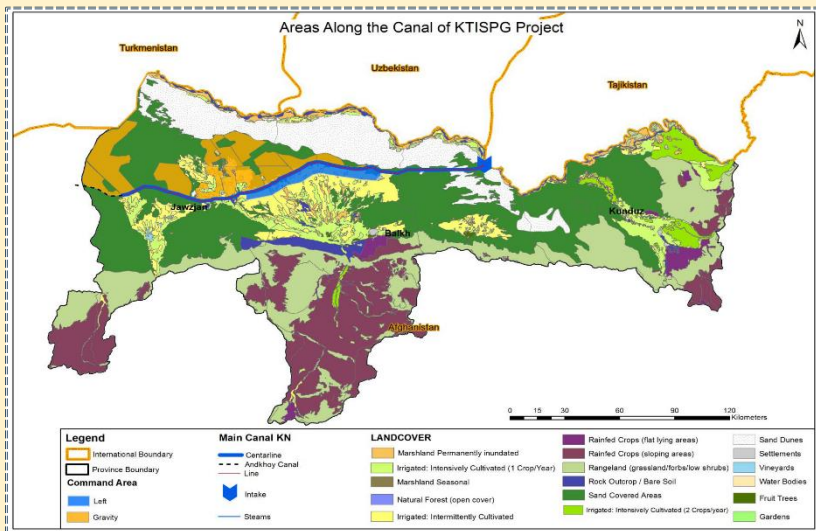 Areas Along the Canal of KTISPG Project
N
Turkmenistan
Uzbekistan
Tajikistan
Jawzjan
Balkh
Kunduz
Afghanistan
0 15 30 60 90 120
Kilometers
Legend
International Boundary
Province Boundary
Command Area
Left
Gravity
Main Canal KN
Centarline
Andkhoy Canal
Line
Intake
Steams
LANDCOVER
Marshland Permanently inundated
Irrigated: Intensively Cultivated (1 Crop/Year)
Marshland Seasonal
Natural Forest (open cover)
Irrigated: Intermittently Cultivated
Rainfed Crops (flat lying areas)
Rainfed Crops (sloping areas)
Rangeland (grassland/forbs/low shrubs)
Rock Outcrop / Bare Soil
Sand Covered Areas
Irrigated: Intensively Cultivated (2 Crops/year)
Sand Dunes
Settlements
Vineyards
Water Bodies
Fruit Trees
Gardens